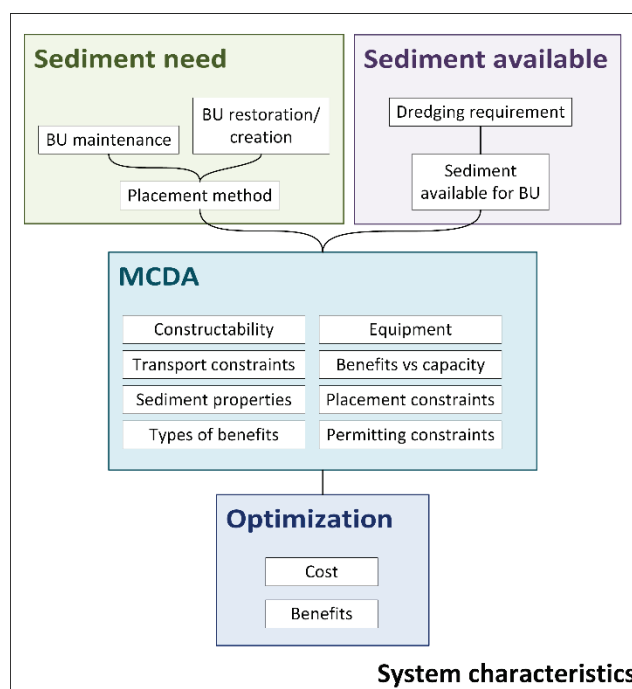 Sediment need
Sediment available
BU maintenance
BU restoration/
creation
Placement method
Dredging requirement
Sediment
available for BU
MCDA
Constructability
Equipment
Transport constraints
Benefits vs capacity
Sediment properties
Placement constraints
Types of benefits
Permitting constraints
Optimization
Cost
Benefits
System characteristics